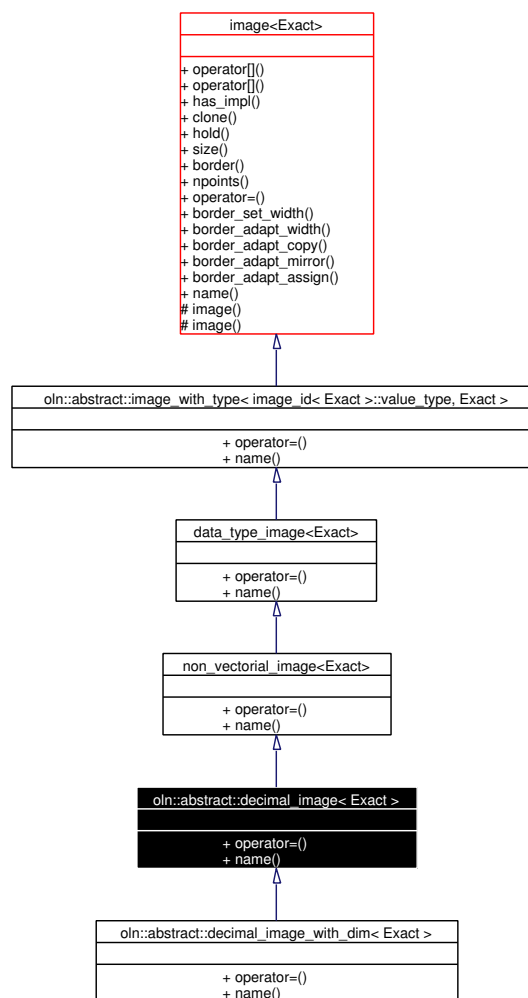 image<Exact>
+ operator[]()
+ operator[]()
+ has_impl()
+ clone()
+ hold()
+ size()
+ border()
+ npoints()
+ operator=()
+ border_set_width()
+ border_adapt_width()
+ border_adapt_copy()
+ border_adapt_mirror()
+ border_adapt_assign()
+ name()
# image()
# image()
oln::abstract::image_with_type< image_id< Exact >::value_type, Exact >
+ operator=()
+ name()
data_type_image<Exact>
+ operator=()
+ name()
non_vectorial_image<Exact>
+ operator=()
+ name()
oln::abstract::decimal_image< Exact >
+ operator=()
+ name()
oln::abstract::decimal_image_with_dim< Exact >
+ operator=()
+ name()